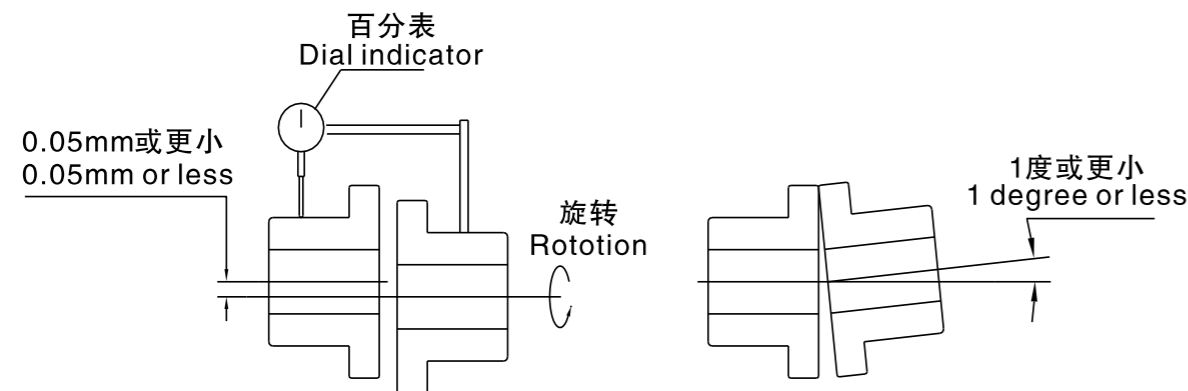 百分表
Dial indicator
0.05mm或更小
0.05mm or less
旋转
Rototion
1度或更小
1 degree or less